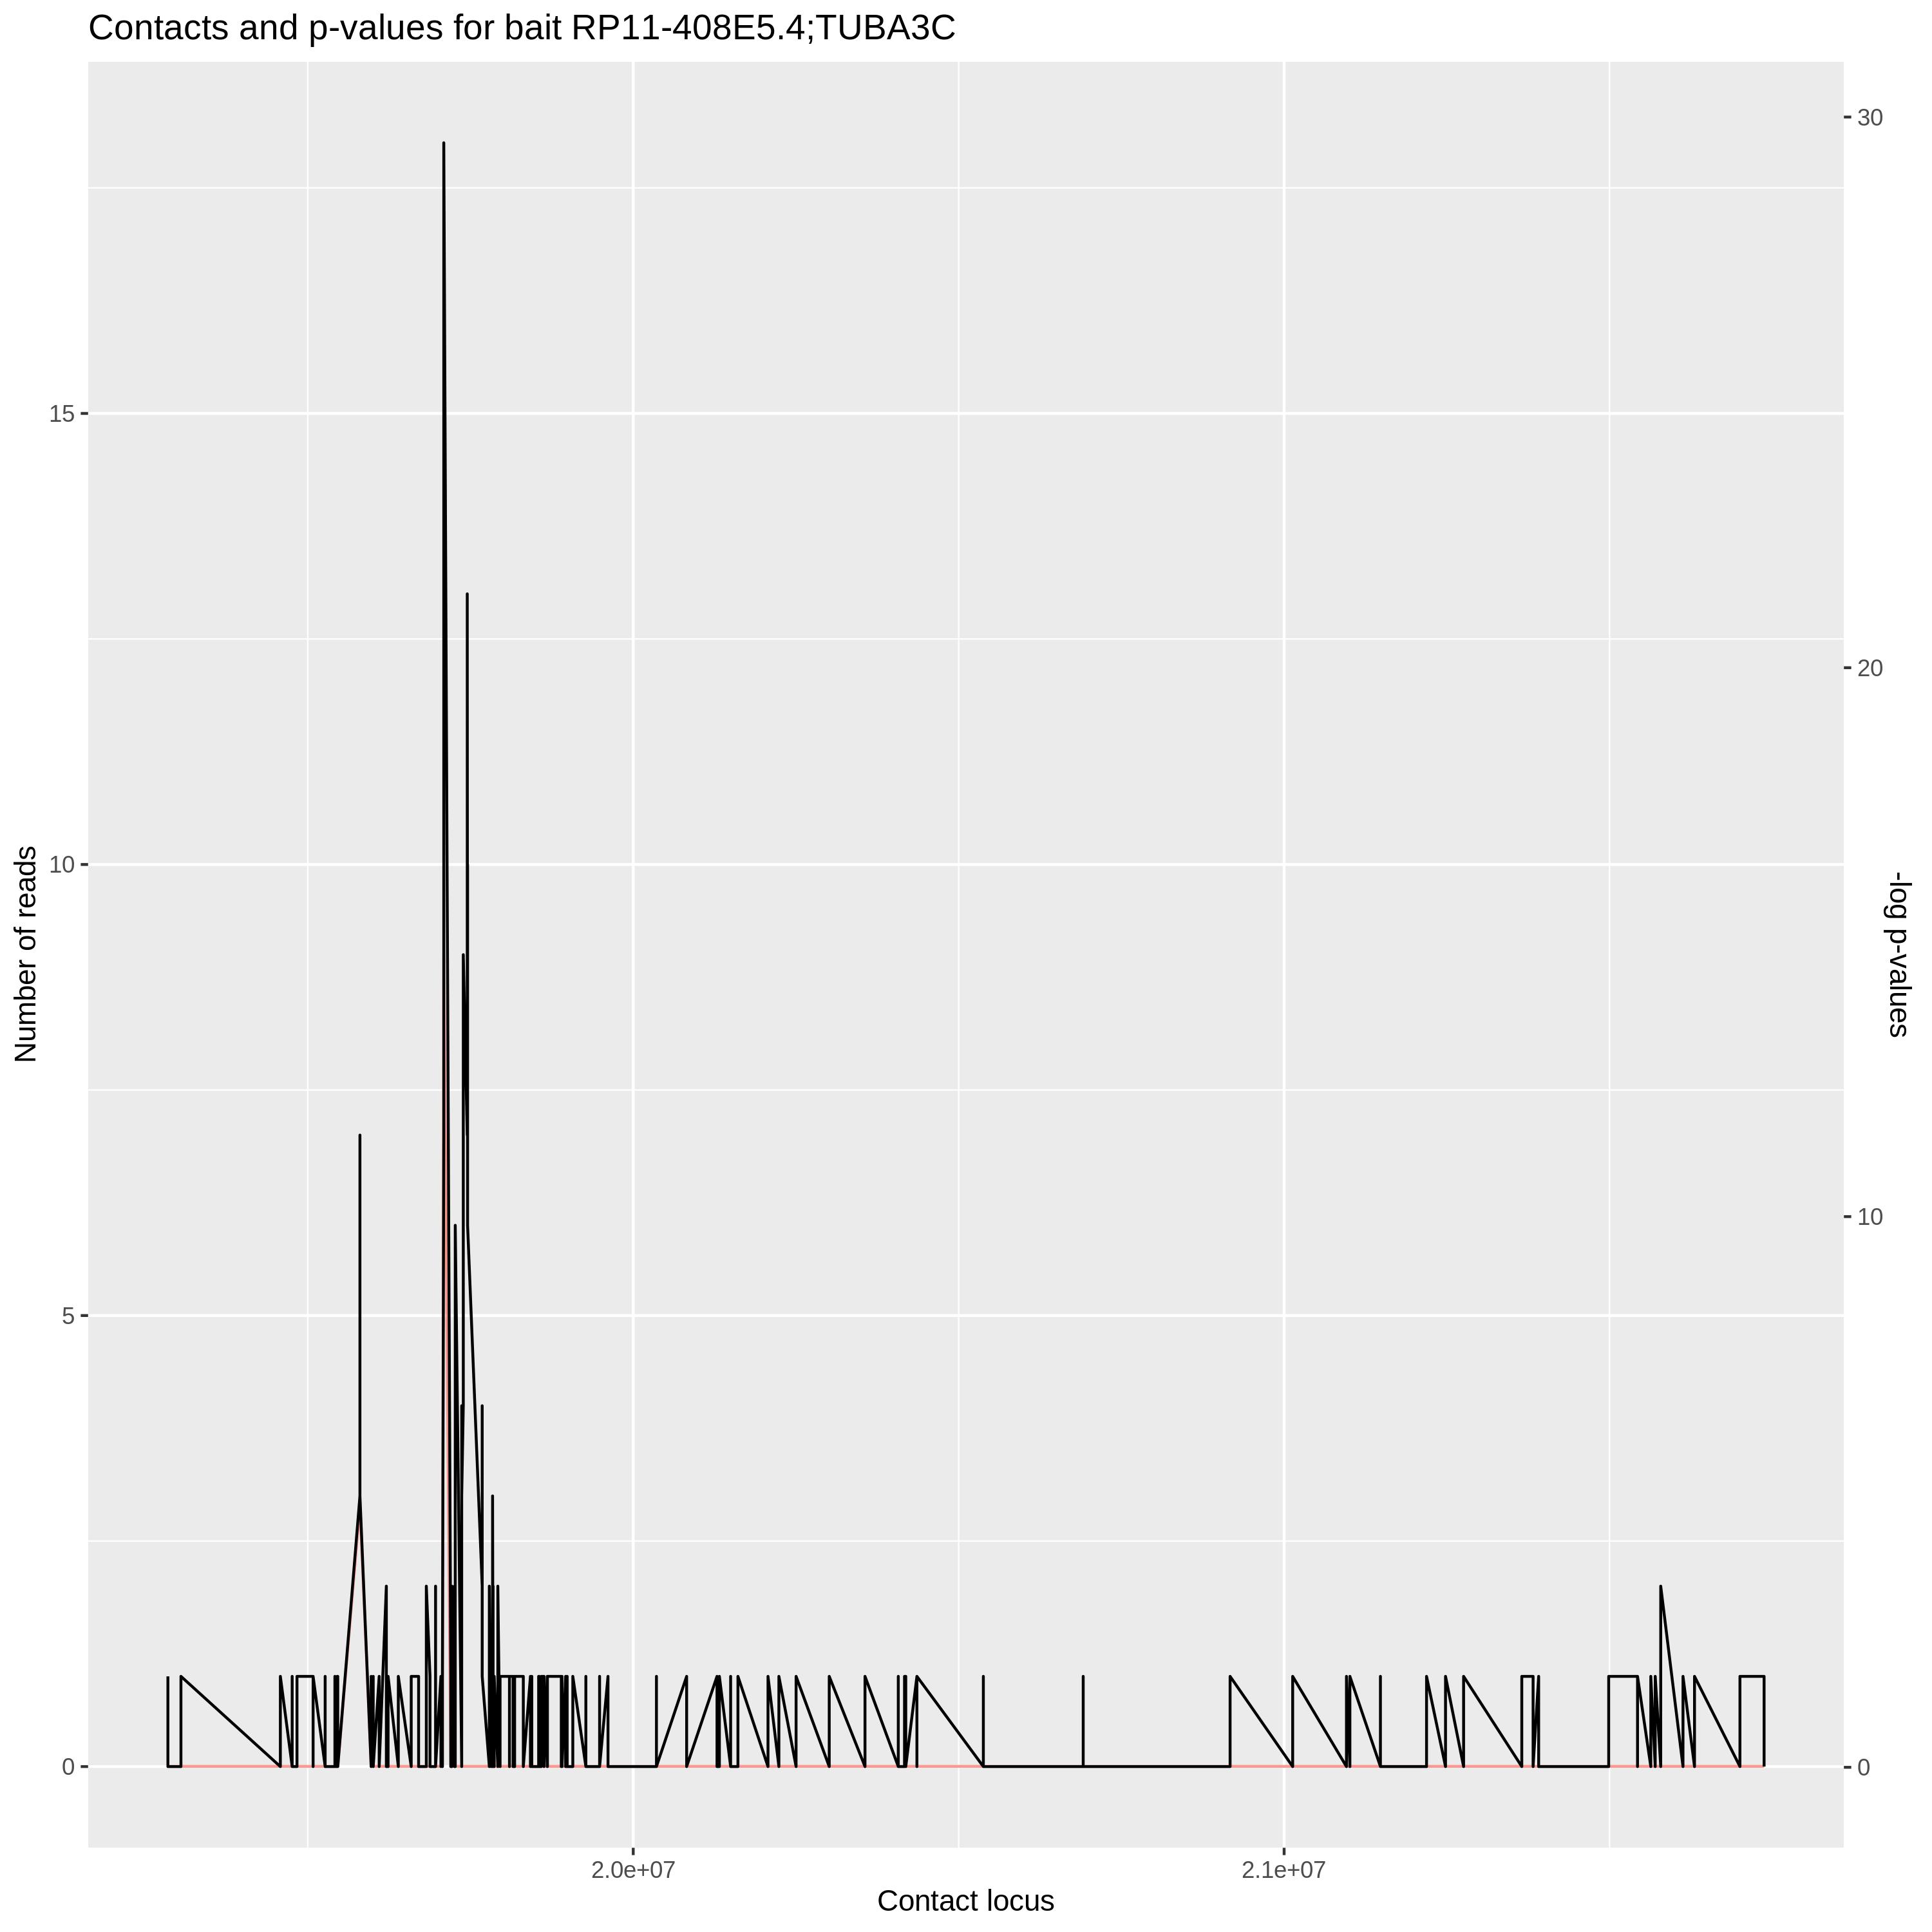 Contacts and p-values for bait RP11-408E5.4;TUBA3C
30
15
20
10
10
5
0
0
Number of reads
-log p-values
2.0e+07
2.1e+07
Contact locus